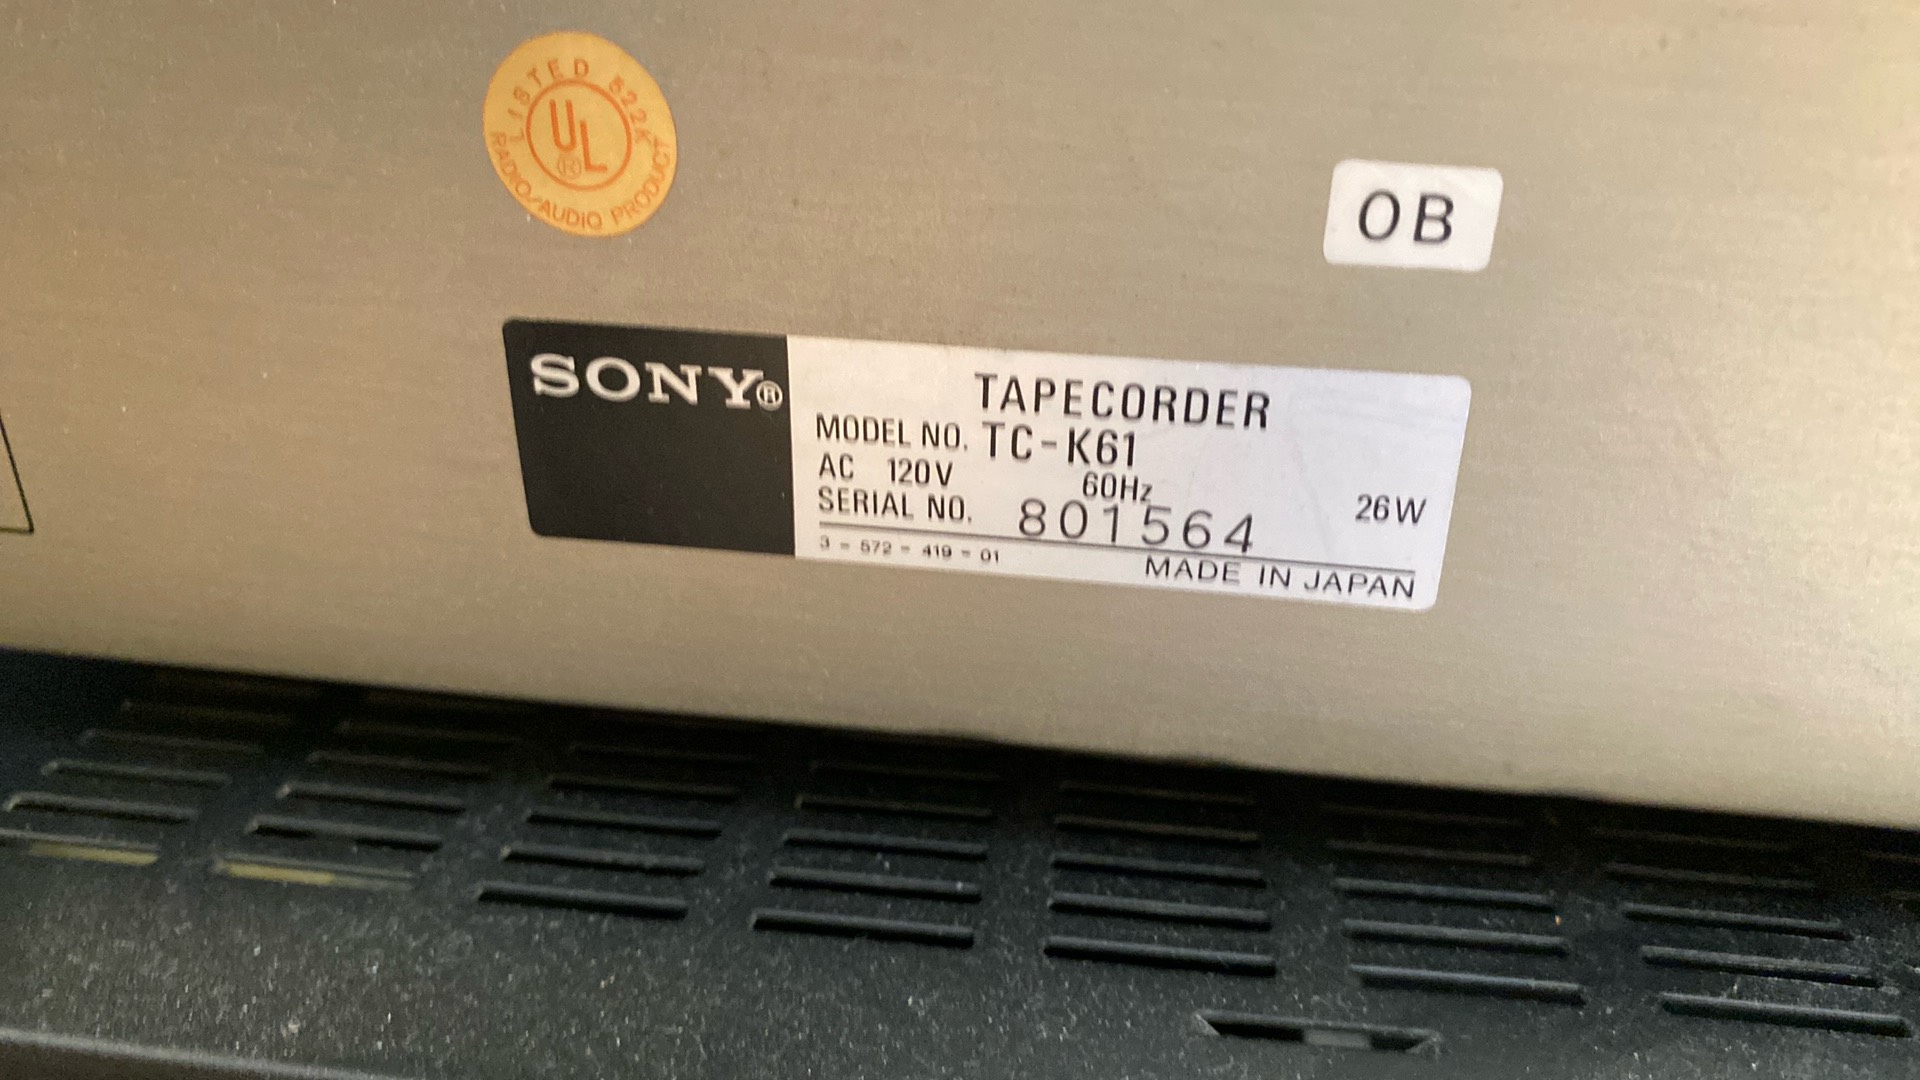 LISTED 522K
UL®
RADIO/AUDIO PRODUCT
OB
SONY®
TAPECORDER
MODEL NO. TC-K61
AC 120V 60Hz 26W
SERIAL NO. 801564
3-572-419-01
MADE IN JAPAN